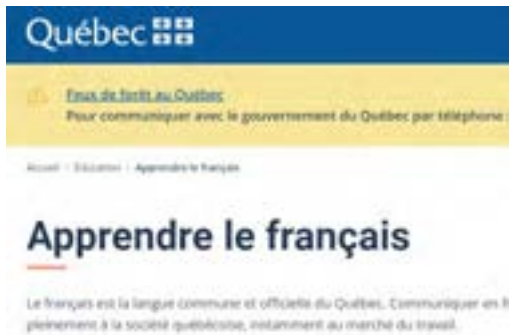 Québec
Feux de forêt au Québec
Pour communiquer avec le gouvernement du Québec par téléphone :
Accueil Éducation Apprendre le français
Apprendre le français
Le français est la langue commune et officielle du Québec. Communiquer en
pleinement à la société québécoise, notamment au marché du travail.